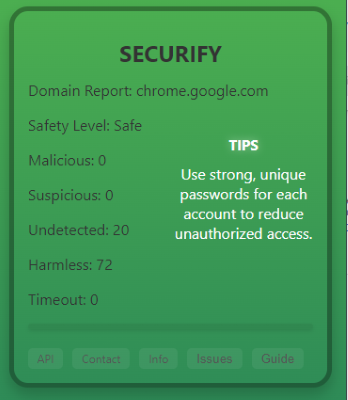 SECURIFY
Domain Report: chrome.google.com
Safety Level: Safe
Malicious: 0
Suspicious: 0
Undetected: 20
Harmless: 72
Timeout: 0
TIPS
Use strong, unique
passwords for each
account to reduce
unauthorized access.
API Contact Info Issues Guide